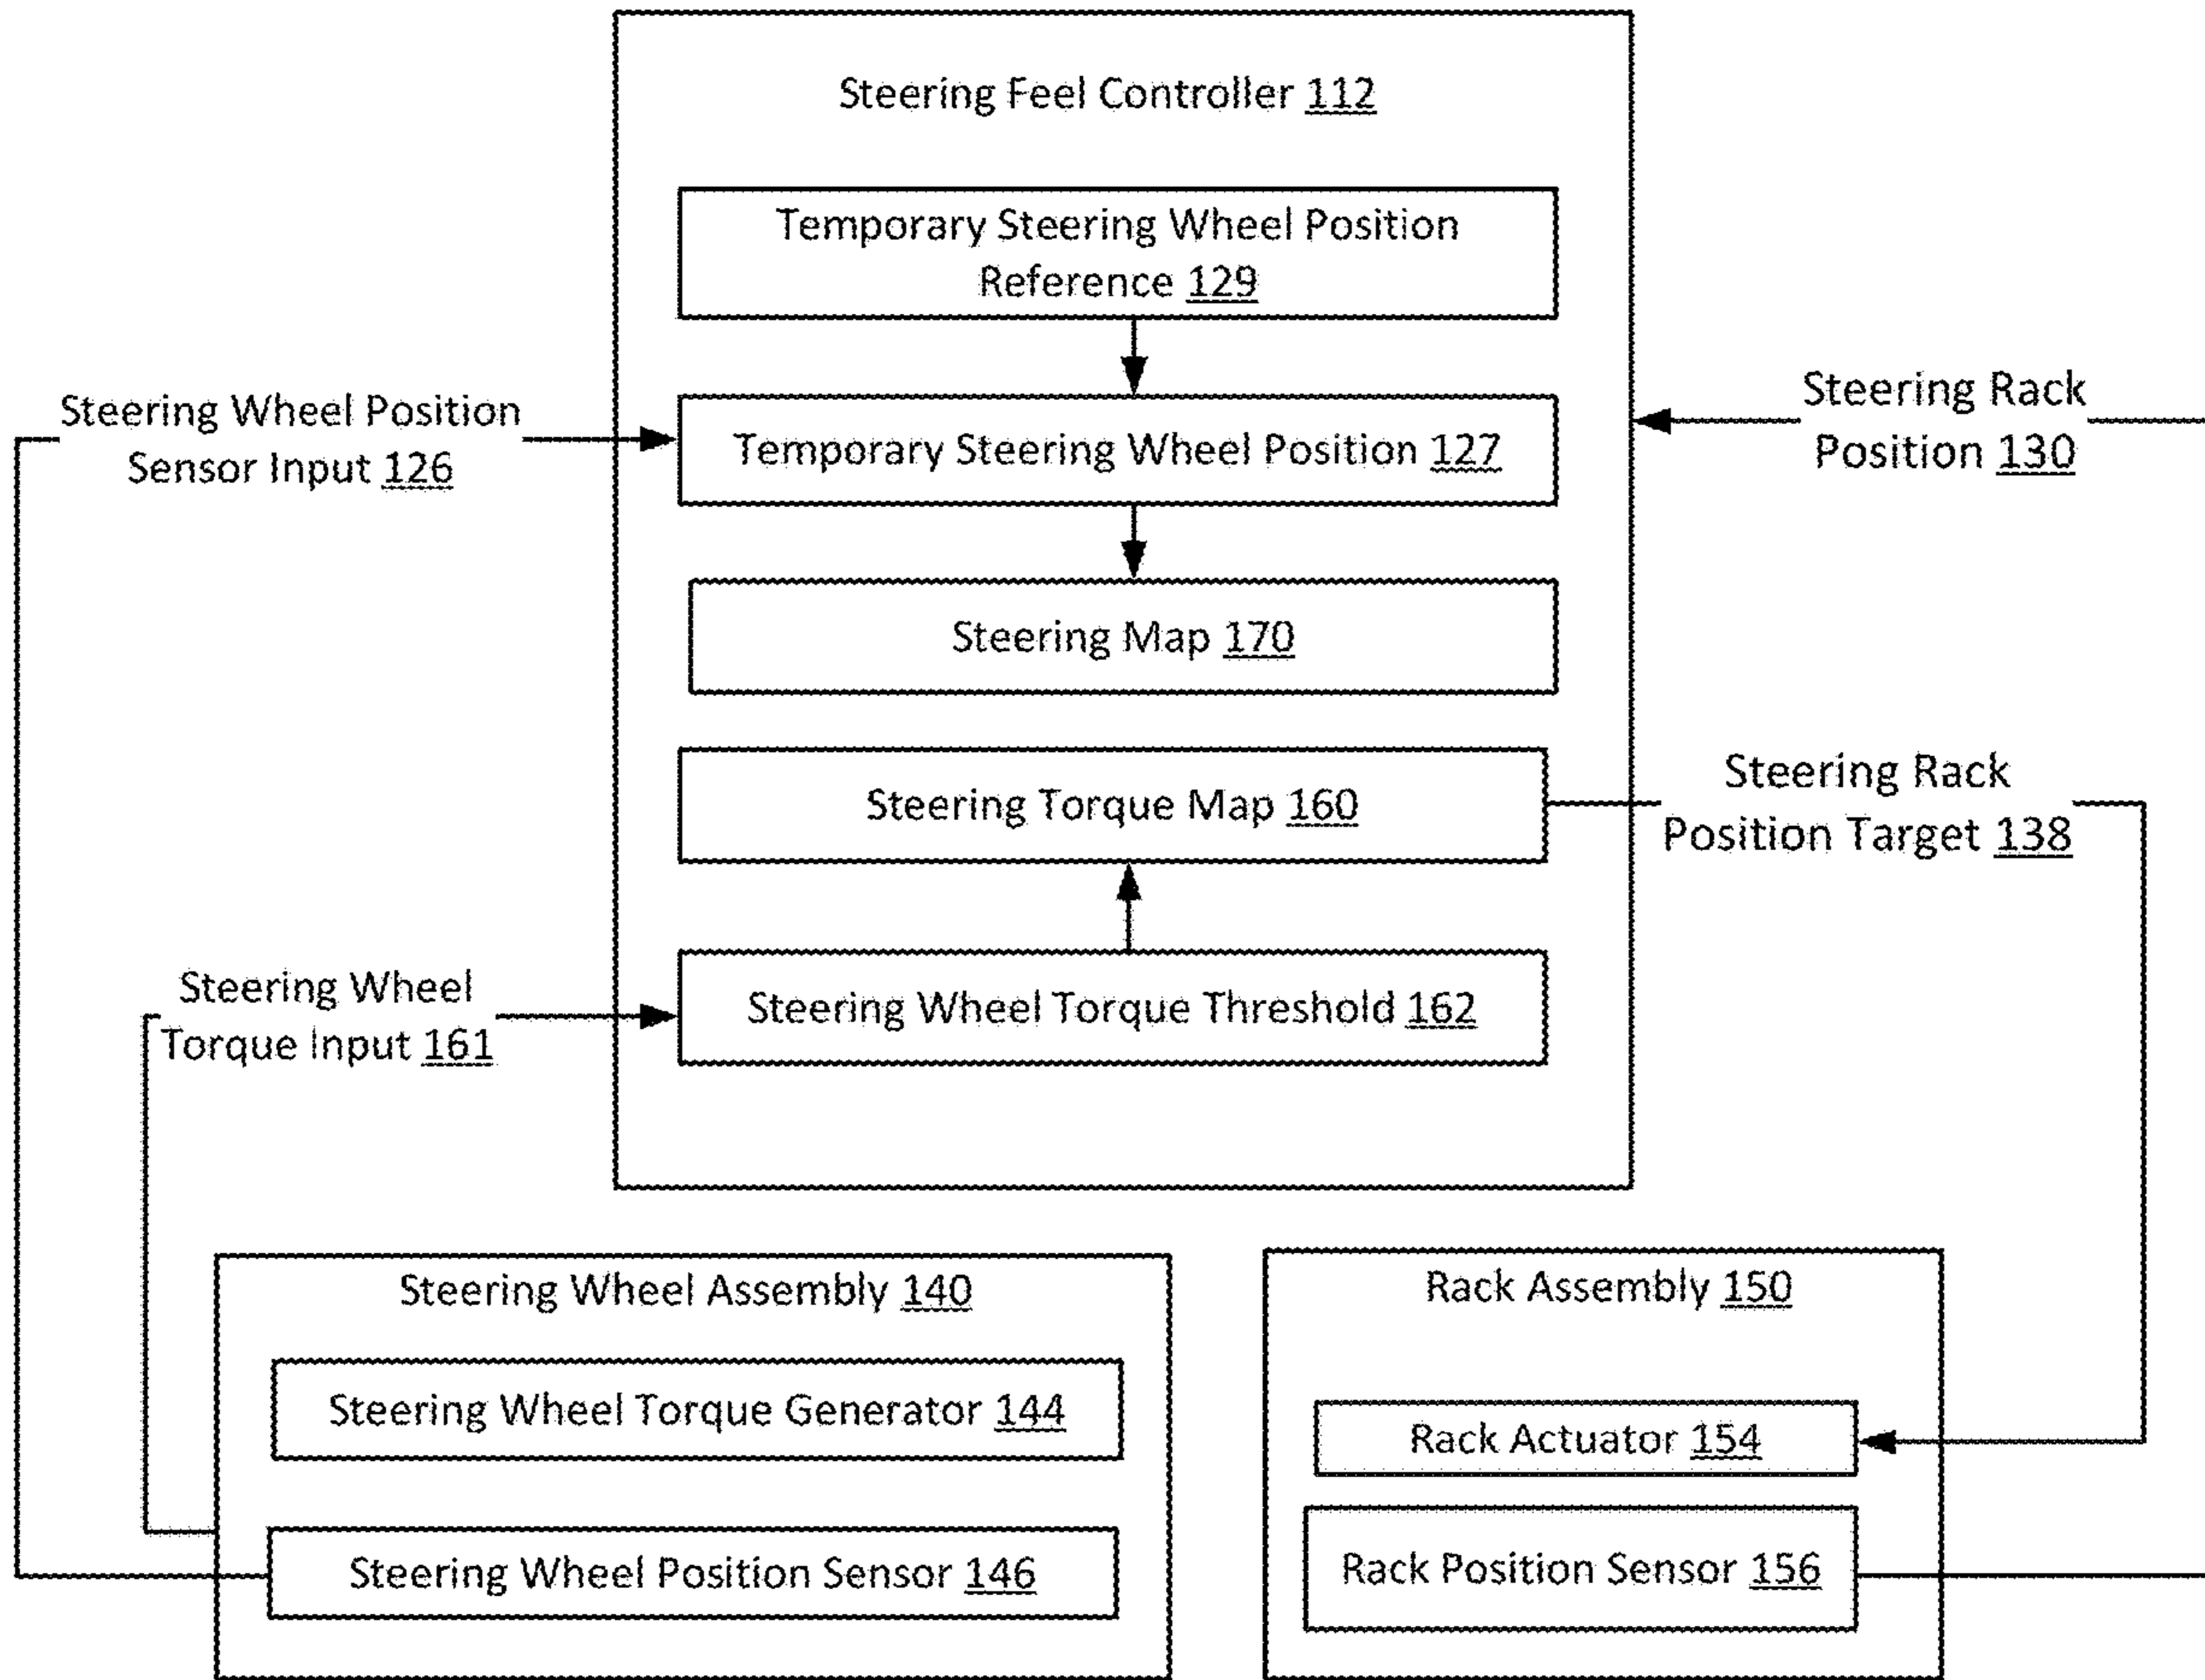 Steering Feel Controller 112
Temporary Steering Wheel Position
Reference 129
Steering Wheel Position
Sensor Input 126
Temporary Steering Wheel Position 127
Steering Rack
Position 130
Steering Map 170
Steering Torque Map 160
Steering Rack
Position Target 138
Steering Wheel
Torque Input 161
Steering Wheel Torque Threshold 162
Steering Wheel Assembly 140
Steering Wheel Torque Generator 144
Steering Wheel Position Sensor 146
Rack Assembly 150
Rack Actuator 154
Rack Position Sensor 156